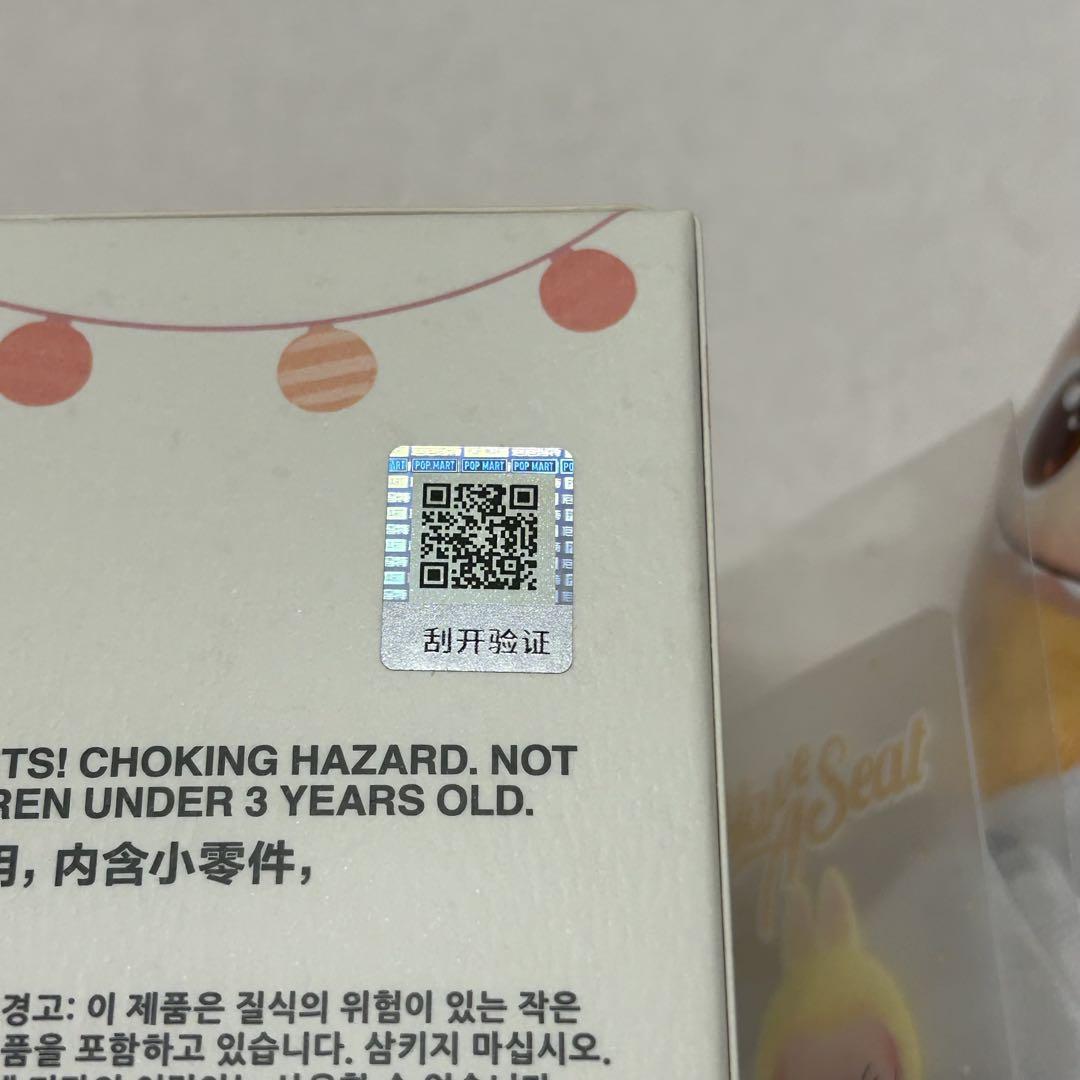 POP MART POP MART POP MART
刮开验证
TS! CHOKING HAZARD. NOT
REN UNDER 3 YEARS OLD.
用，内含小零件，
경고: 이 제품은 질식의 위험이 있는 작은
품을 포함하고 있습니다. 삼키지 마십시오.
Have A Seat